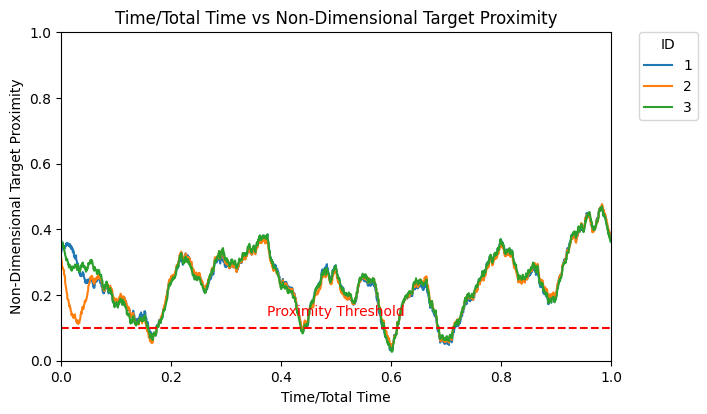 Time/Total Time vs Non-Dimensional Target Proximity
Non-Dimensional Target Proximity
1.0
0.8
0.6
0.4
0.2
0.0
Proximity Threshold
0.0 0.2 0.4 0.6 0.8 1.0
Time/Total Time
ID
1
2
3